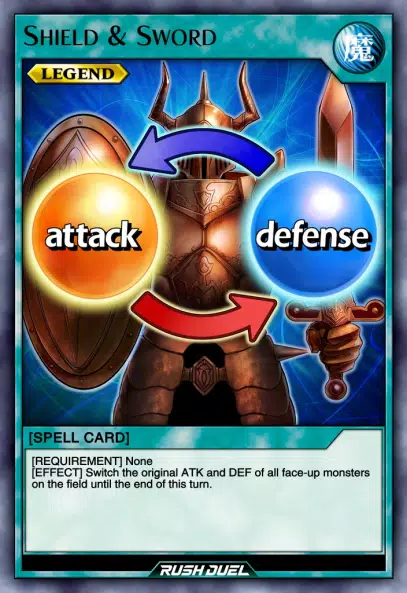 Shield & Sword
魔
LEGEND
attack
defense
[SPELL CARD]
[REQUIREMENT] None
[EFFECT] Switch the original ATK and DEF of all face-up monsters
on the field until the end of this turn.
RUSH DUEL